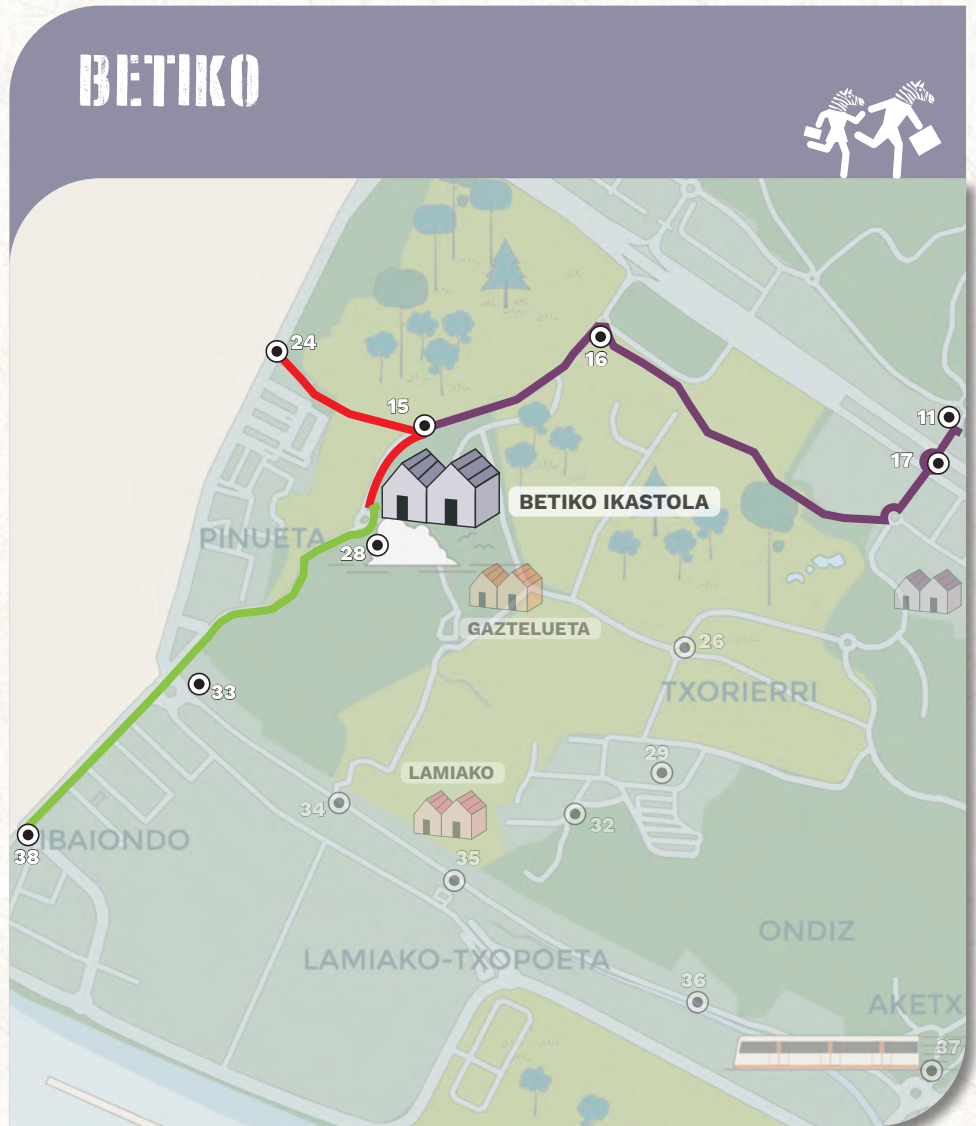 BETIKO
24
16
15
11
17
BETIKO IKASTOLA
PINUETA
28
GAZTELUETA
26
33
TXORIERRI
29
LAMIAKO
34
32
38
IBAIONDO
35
ONDIZ
LAMIAKO-TXOPOETA
36
AKETX
37